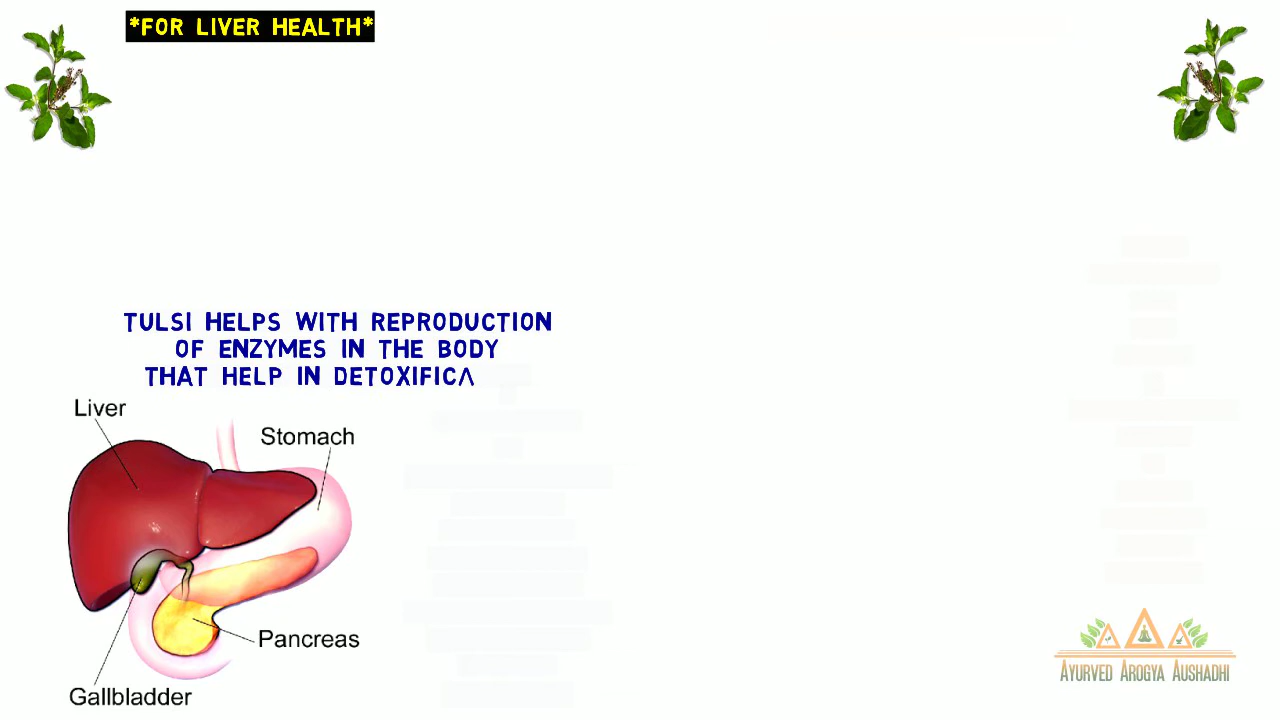 *FOR LIVER HEALTH*
TULSI HELPS WITH REPRODUCTION
OF ENZYMES IN THE BODY
THAT HELP IN DETOXIFICA
Liver
Stomach
Pancreas
Gallbladder
AYURVED AROGYA AUSHADHI